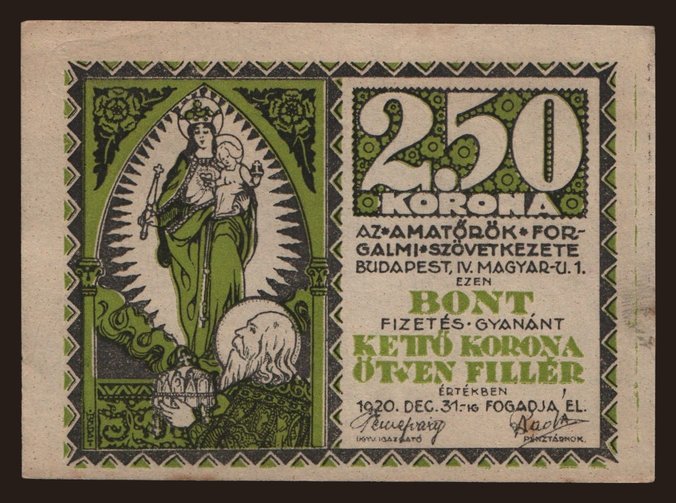 2.50
KORONA
AZ*AMATŐRÖK*FOR-
GALMI*SZÖVETKEZETE
BUDAPEST, IV. MAGYAR-U. 1.
EZEN
BONT
FIZETÉS·GYANÁNT
KETTŐ KORONA
ÖTVEN FILLÉR
ÉRTÉKBEN
1920. DEC. 31-IG FOGADJA EL.
ÜGYV. IGAZGATÓ
PÉNZTÁRNOK.